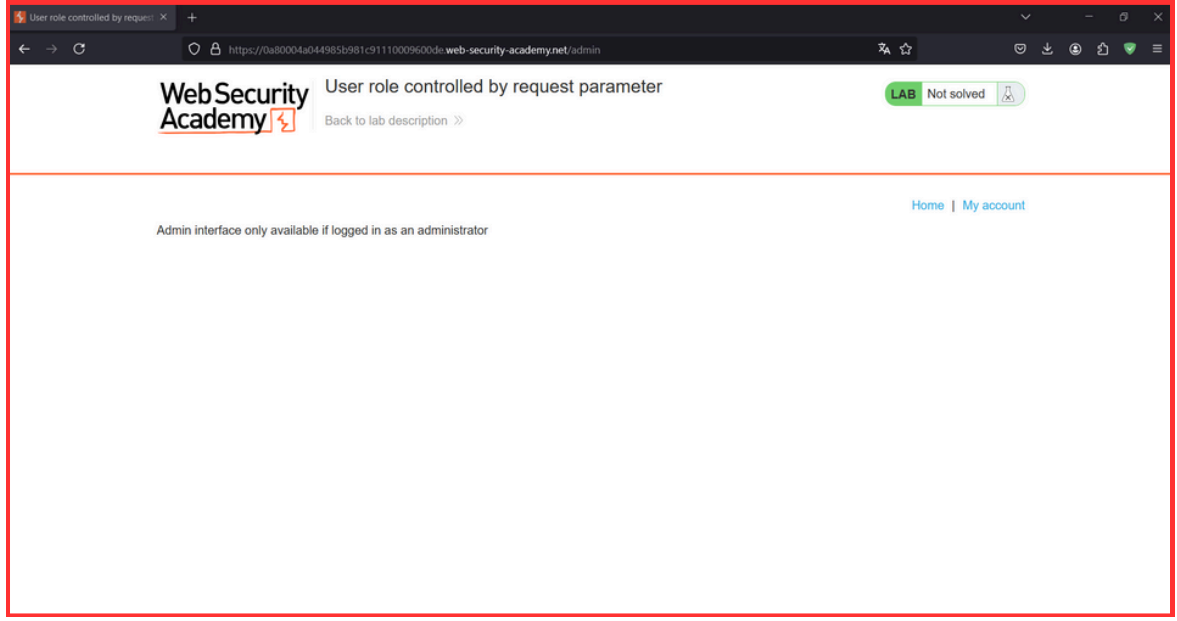 User role controlled by request
https://0a80004a044985b981c91110009600de.web-security-academy.net/admin
WebSecurity
Academy
User role controlled by request parameter
Back to lab description
LAB Not solved
Home | My account
Admin interface only available if logged in as an administrator